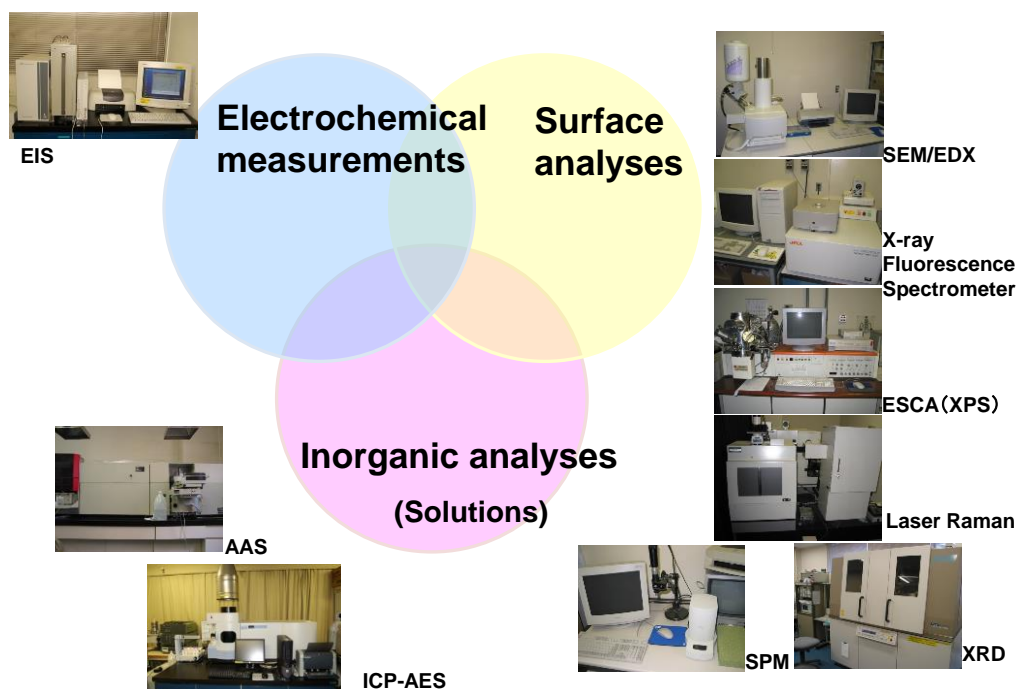 EIS
Electrochemical
measurements
Surface
analyses
SEM/EDX
X-ray
Fluorescence
Spectrometer
ESCA(XPS)
Inorganic analyses
(Solutions)
Laser Raman
AAS
ICP-AES
SPM
XRD